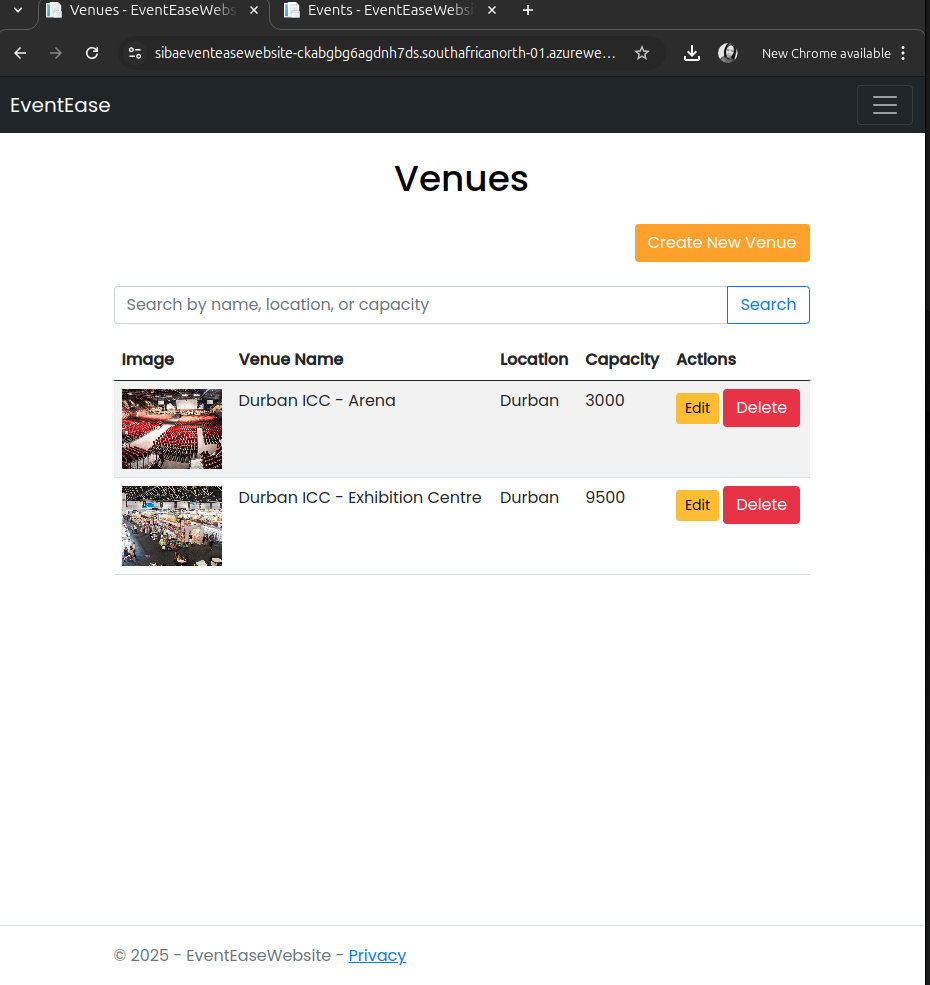 Venues - EventEaseWebs
Events - EventEaseWebsi
sibaeventeasewebsite-ckabgbg6agdnh7ds.southafricanorth-01.azurewe...
New Chrome available
EventEase
Venues
Create New Venue
Search by name, location, or capacity
Search
Image Venue Name Location Capacity Actions
Durban ICC - Arena Durban 3000 Edit Delete
Durban ICC - Exhibition Centre Durban 9500 Edit Delete
© 2025 - EventEaseWebsite - Privacy